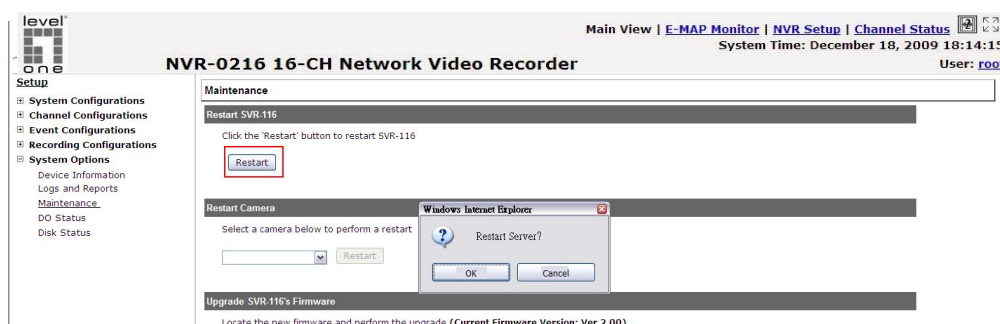 level
one
Main View | E-MAP Monitor | NVR Setup | Channel Status
System Time: December 18, 2009 18:14:15
NVR-0216 16-CH Network Video Recorder
User: root
Setup
System Configurations
Channel Configurations
Event Configurations
Recording Configurations
System Options
Device Information
Logs and Reports
Maintenance
DO Status
Disk Status
Maintenance
Restart SVR-116
Click the 'Restart' button to restart SVR-116
Restart
Restart Camera
Select a camera below to perform a restart
Restart
Windows Internet Explorer
Restart Server?
OK Cancel
Upgrade SVR-116's Firmware
Locate the new firmware and perform the upgrade (Current Firmware Version: Ver 2.00)